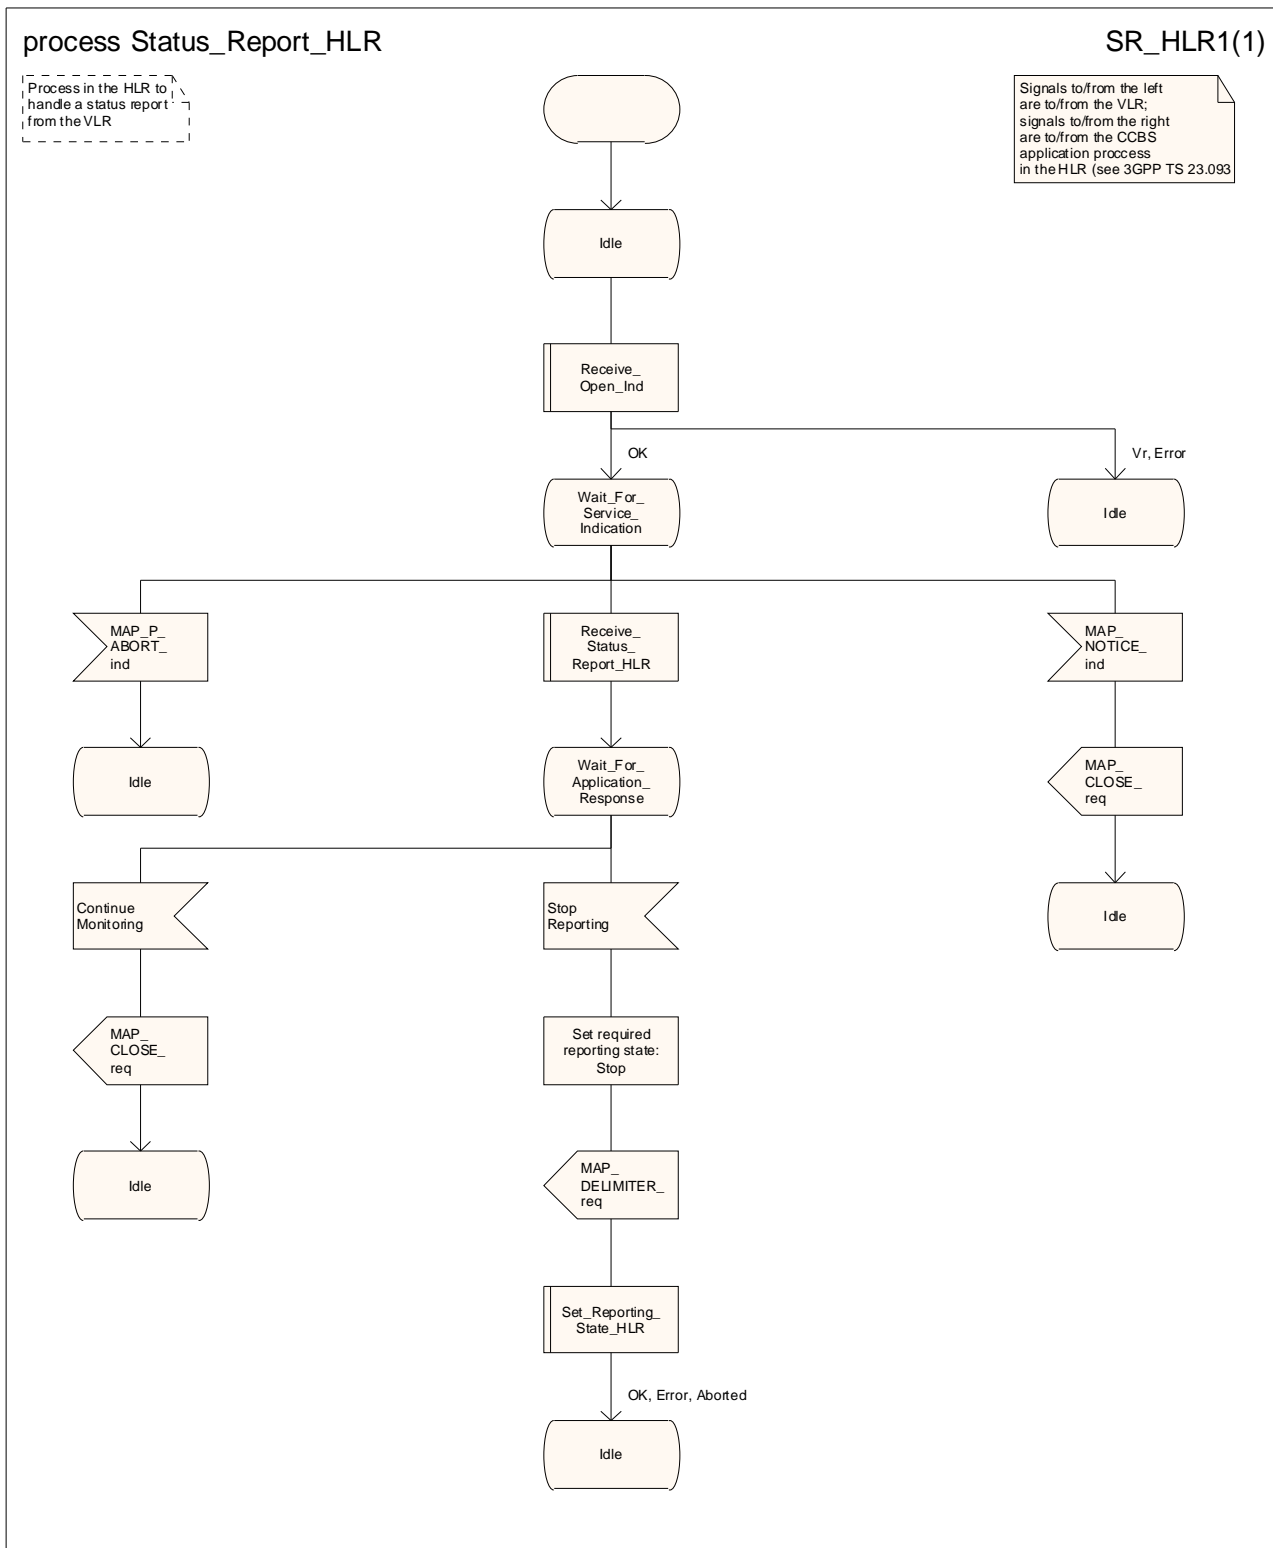 process Status_Report_HLR
SR_HLR1(1)
Process in the HLR to
handle a status report
from the VLR
Signals to/from the left
are to/from the VLR;
signals to/from the right
are to/from the CCBS
application proccess
in the HLR (see 3GPP TS 23.093
Idle
Receive_
Open_Ind
OK
Vr, Error
Wait_For_
Service_
Indication
Idle
MAP_P_
ABORT_
ind
Receive_
Status_
Report_HLR
MAP_
NOTICE_
ind
Idle
Wait_For_
Application_
Response
MAP_
CLOSE_
req
Continue
Monitoring
Stop
Reporting
Idle
MAP_
CLOSE_
req
Set required
reporting state:
Stop
Idle
MAP_
DELIMITER_
req
Set_Reporting_
State_HLR
OK, Error, Aborted
Idle